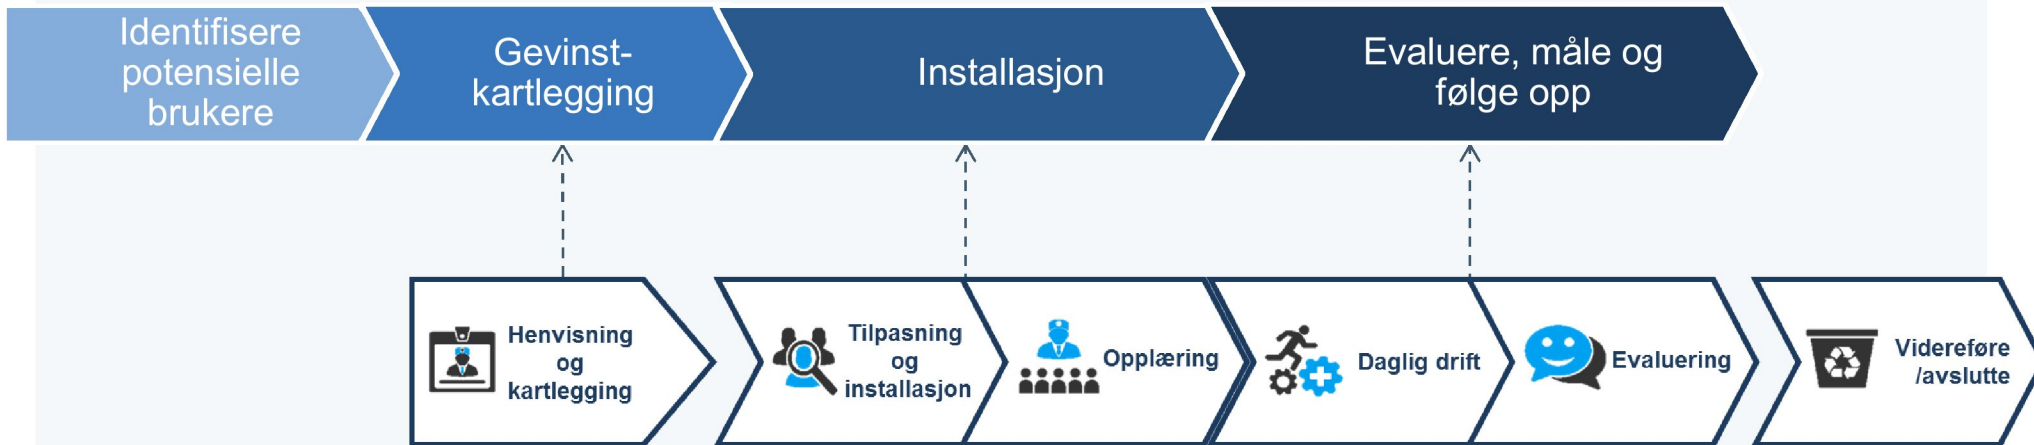 Identifisere
potensielle
brukere
Gevinst-
kartlegging
Installasjon
Evaluere, måle og
følge opp
Henvisning
og
kartlegging
Tilpasning
og
installasjon
Opplæring
Daglig drift
Evaluering
Videreføre
/avslutte